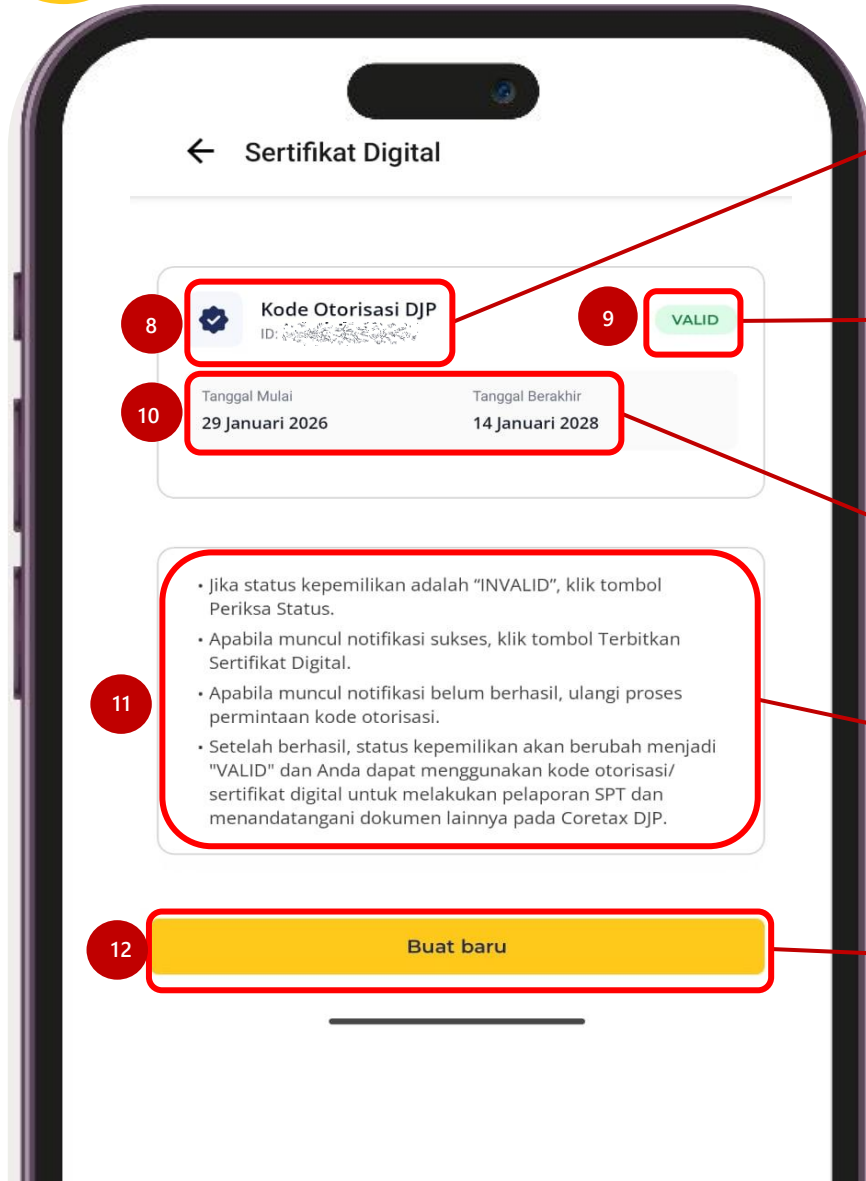 Sertifikat Digital
8
Kode Otorisasi DJP
ID:
9
VALID
10
Tanggal Mulai
Tanggal Berakhir
29 Januari 2026
14 Januari 2028
11
• Jika status kepemilikan adalah “INVALID”, klik tombol
Periksa Status.
• Apabila muncul notifikasi sukses, klik tombol Terbitkan
Sertifikat Digital.
• Apabila muncul notifikasi belum berhasil, ulangi proses
permintaan kode otorisasi.
• Setelah berhasil, status kepemilikan akan berubah menjadi
"VALID" dan Anda dapat menggunakan kode otorisasi/
sertifikat digital untuk melakukan pelaporan SPT dan
menandatangani dokumen lainnya pada Coretax DJP.
12
Buat baru